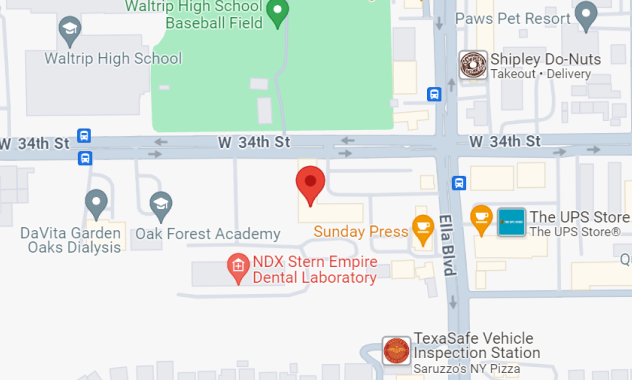 Waltrip High School
Baseball Field
Paws Pet Resort
Waltrip High School
Shipley Do-Nuts
Takeout • Delivery
W 34th St
W 34th St
W 34th St
DaVita Garden
Oaks Dialysis
Oak Forest Academy
Sunday Press
The UPS Store
The UPS Store®
Ella Blvd
NDX Stern Empire
Dental Laboratory
TexaSafe Vehicle
Inspection Station
Saruzzo's NY Pizza